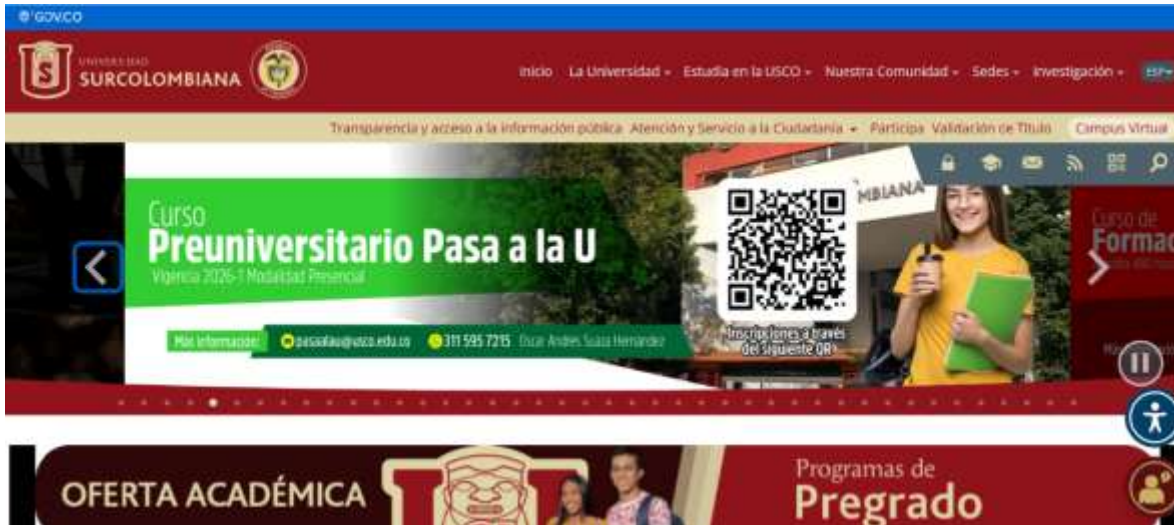 GOV.CO
UNIVERSIDAD
SURCOLOMBIANA
Inicio La Universidad Estudia en la USCO Nuestra Comunidad Sedes Investigación ESP
Transparencia y acceso a la información pública Atención y Servicio a la Ciudadanía Participa Validación de Título Campus Virtual
MBIANA
Curso
Preuniversitario Pasa a la U
Vigencia 2026-1 Modalidad Presencial
Más información: pasaalau@usco.edu.co 311 595 7215 Oscar Andres Suaza Hernández
Inscripciones a través
del siguiente QR
Curso de
Formac
OFERTA ACADÉMICA
Programas de
Pregrado